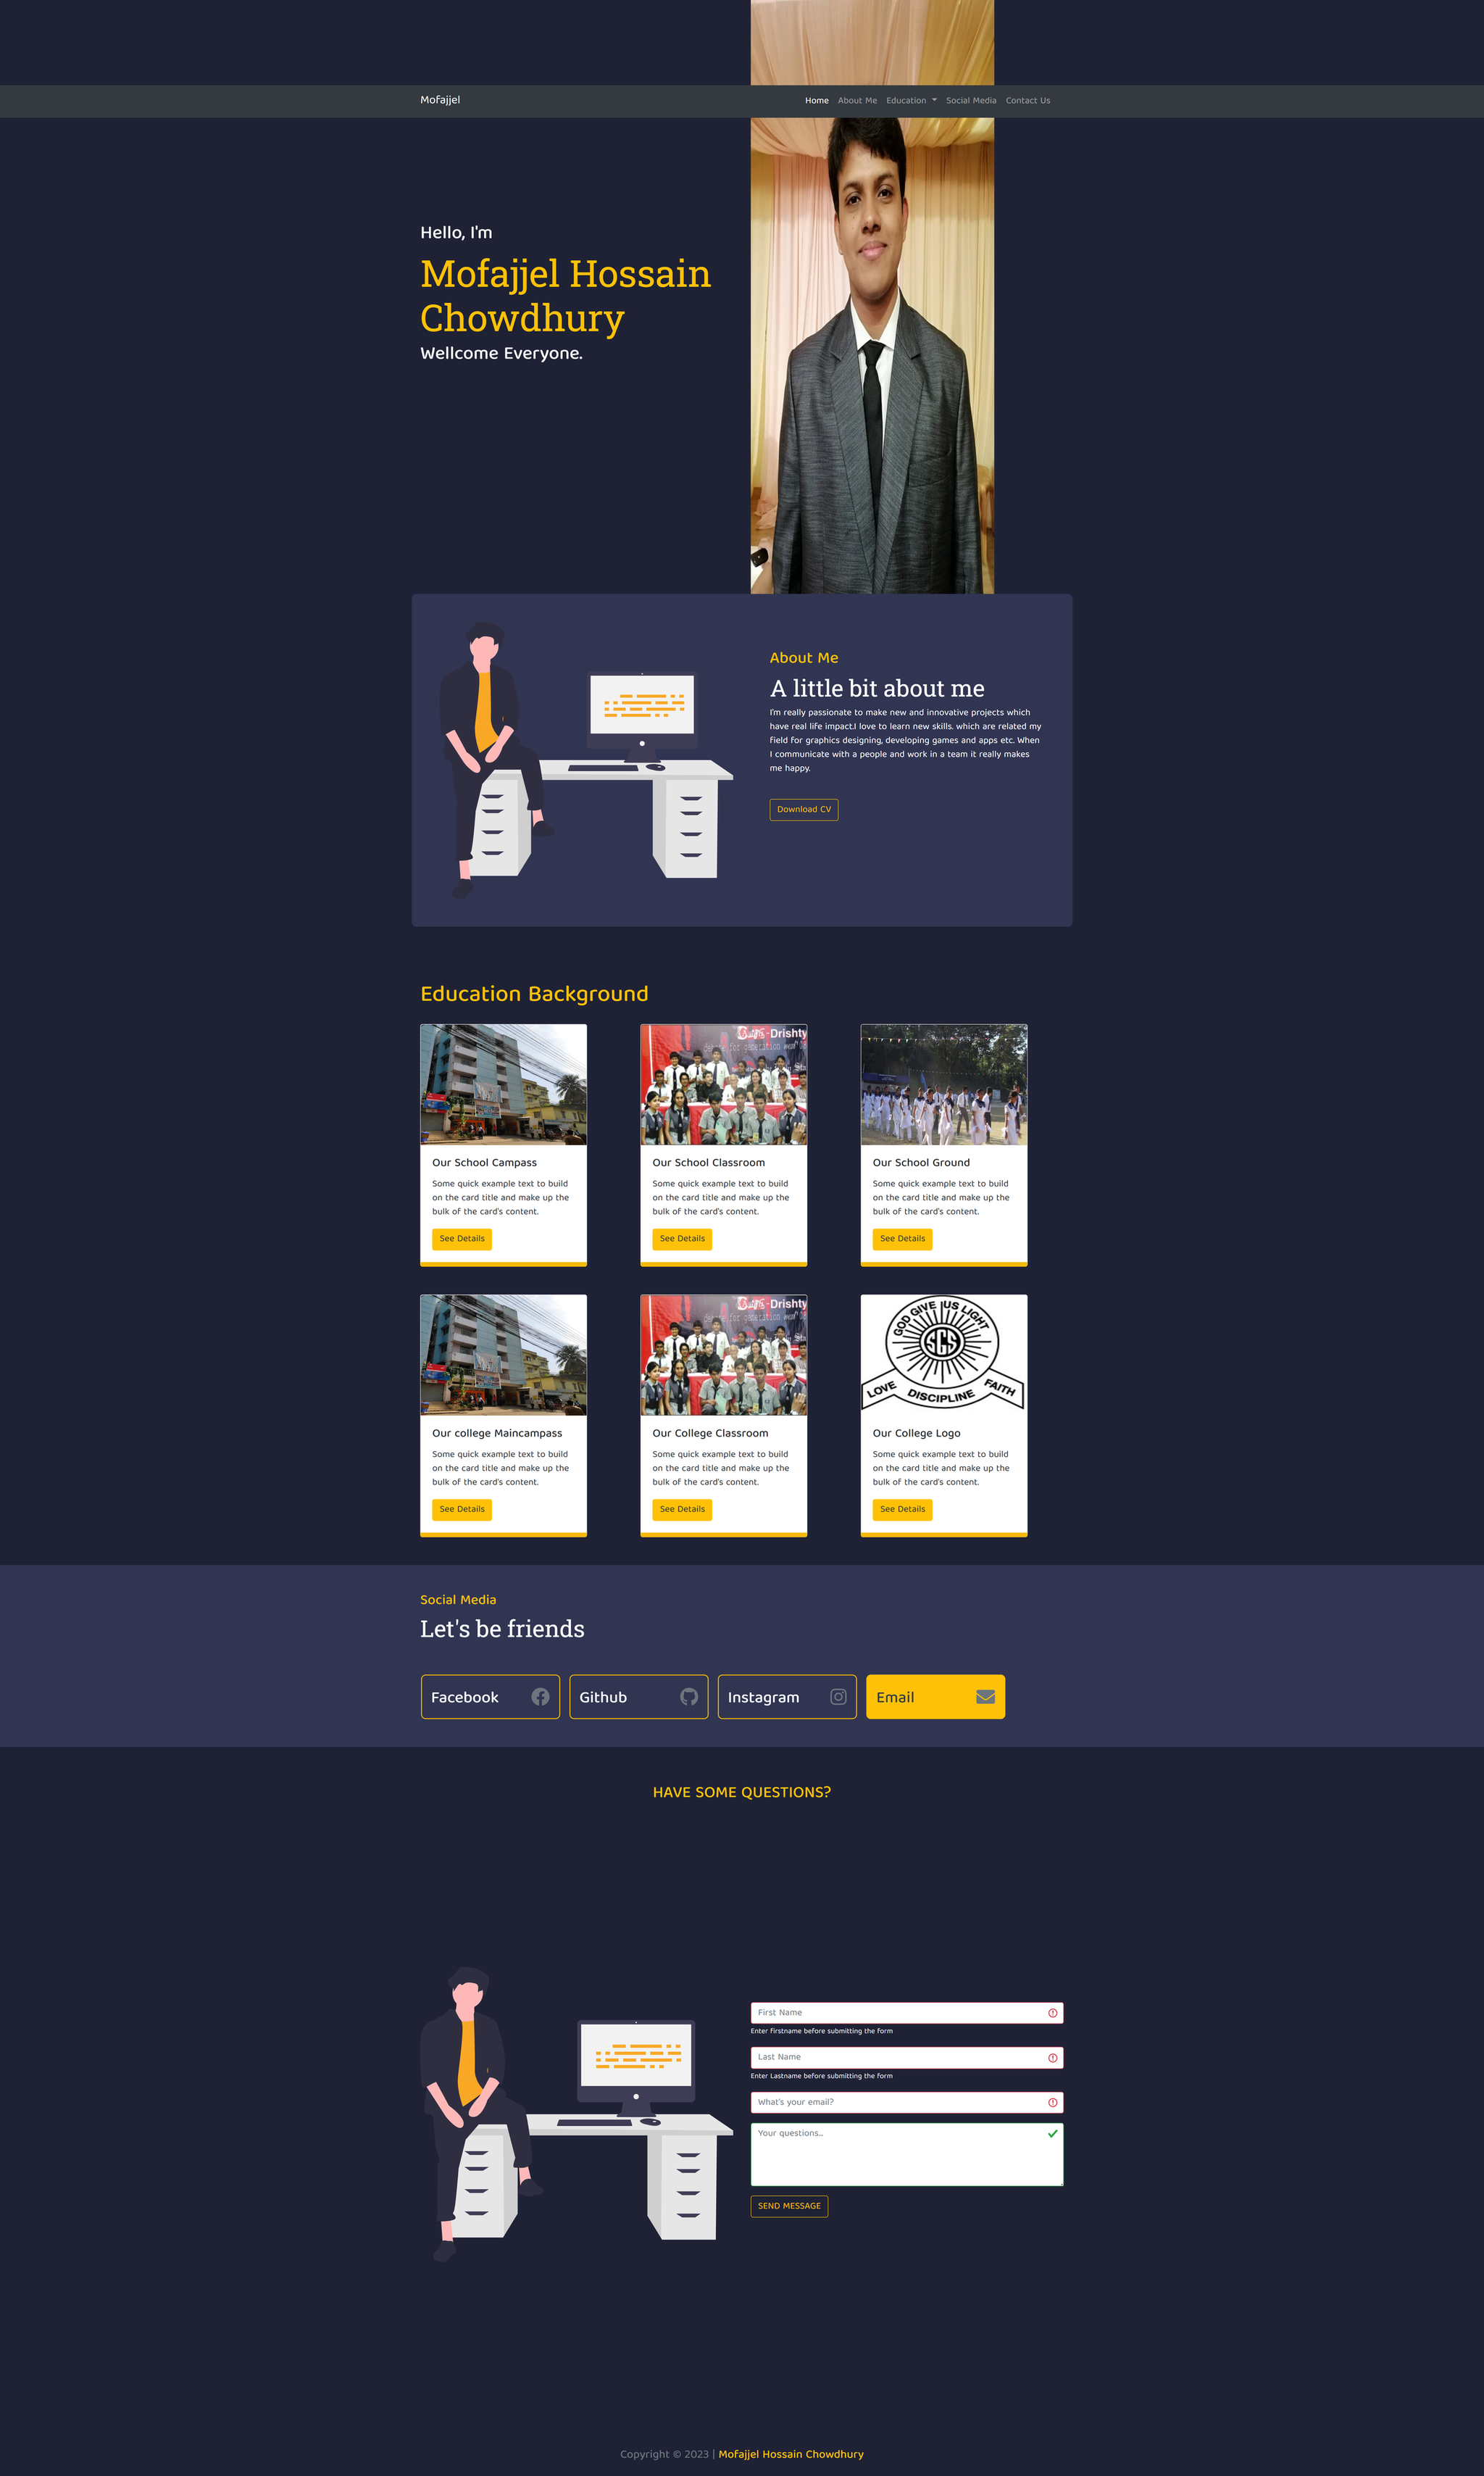 Mofajjel
Home About Me Education Social Media Contact Us
Hello, I'm
Mofajjel Hossain
Chowdhury
Wellcome Everyone.
About Me
A little bit about me
I'm really passionate to make new and innovative projects which
have real life impact.I love to learn new skills. which are related my
field for graphics designing, developing games and apps etc. When
I communicate with a people and work in a team it really makes
me happy.
Download CV
Education Background
-Drishty
Our School Campass
Some quick example text to build
on the card title and make up the
bulk of the card's content.
See Details
Our School Classroom
Some quick example text to build
on the card title and make up the
bulk of the card's content.
See Details
Our School Ground
Some quick example text to build
on the card title and make up the
bulk of the card's content.
See Details
Our college Maincampass
Some quick example text to build
on the card title and make up the
bulk of the card's content.
See Details
-Drishty
Our College Classroom
Some quick example text to build
on the card title and make up the
bulk of the card's content.
See Details
GOD GIVE US LIGHT
SGS
LOVE DISCIPLINE FAITH
Our College Logo
Some quick example text to build
on the card title and make up the
bulk of the card's content.
See Details
Social Media
Let's be friends
Facebook
Github
Instagram
Email
HAVE SOME QUESTIONS?
First Name
Enter firstname before submitting the form
Last Name
Enter Lastname before submitting the form
What's your email?
Your questions...
SEND MESSAGE
Copyright © 2023 | Mofajjel Hossain Chowdhury